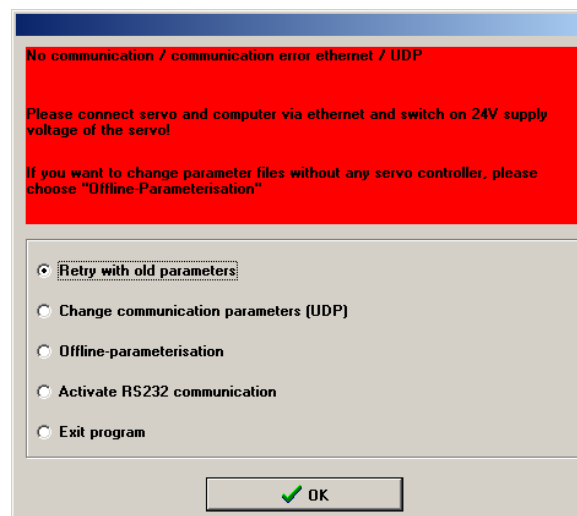 No communication / communication error ethernet / UDP
Please connect servo and computer via ethernet and switch on 24V supply
voltage of the servo!
If you want to change parameter files without any servo controller, please
choose "Offline-Parameterisation"
Retry with old parameters
Change communication parameters (UDP)
Offline-parameterisation
Activate RS232 communication
Exit program
OK